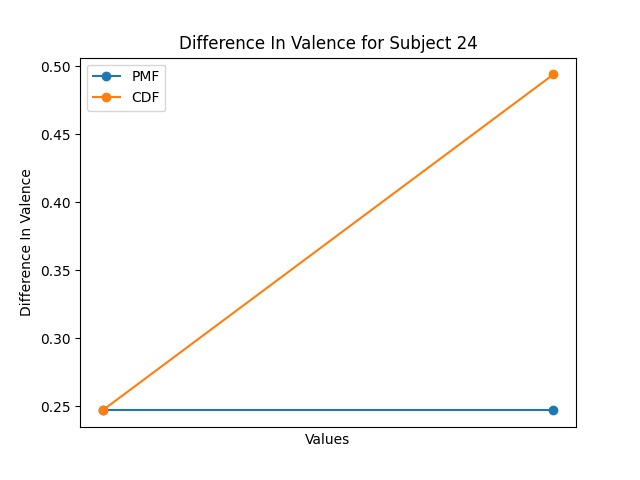 Difference In Valence for Subject 24
PMF
CDF
0.50
0.45
0.40
0.35
0.30
0.25
Difference In Valence
Values